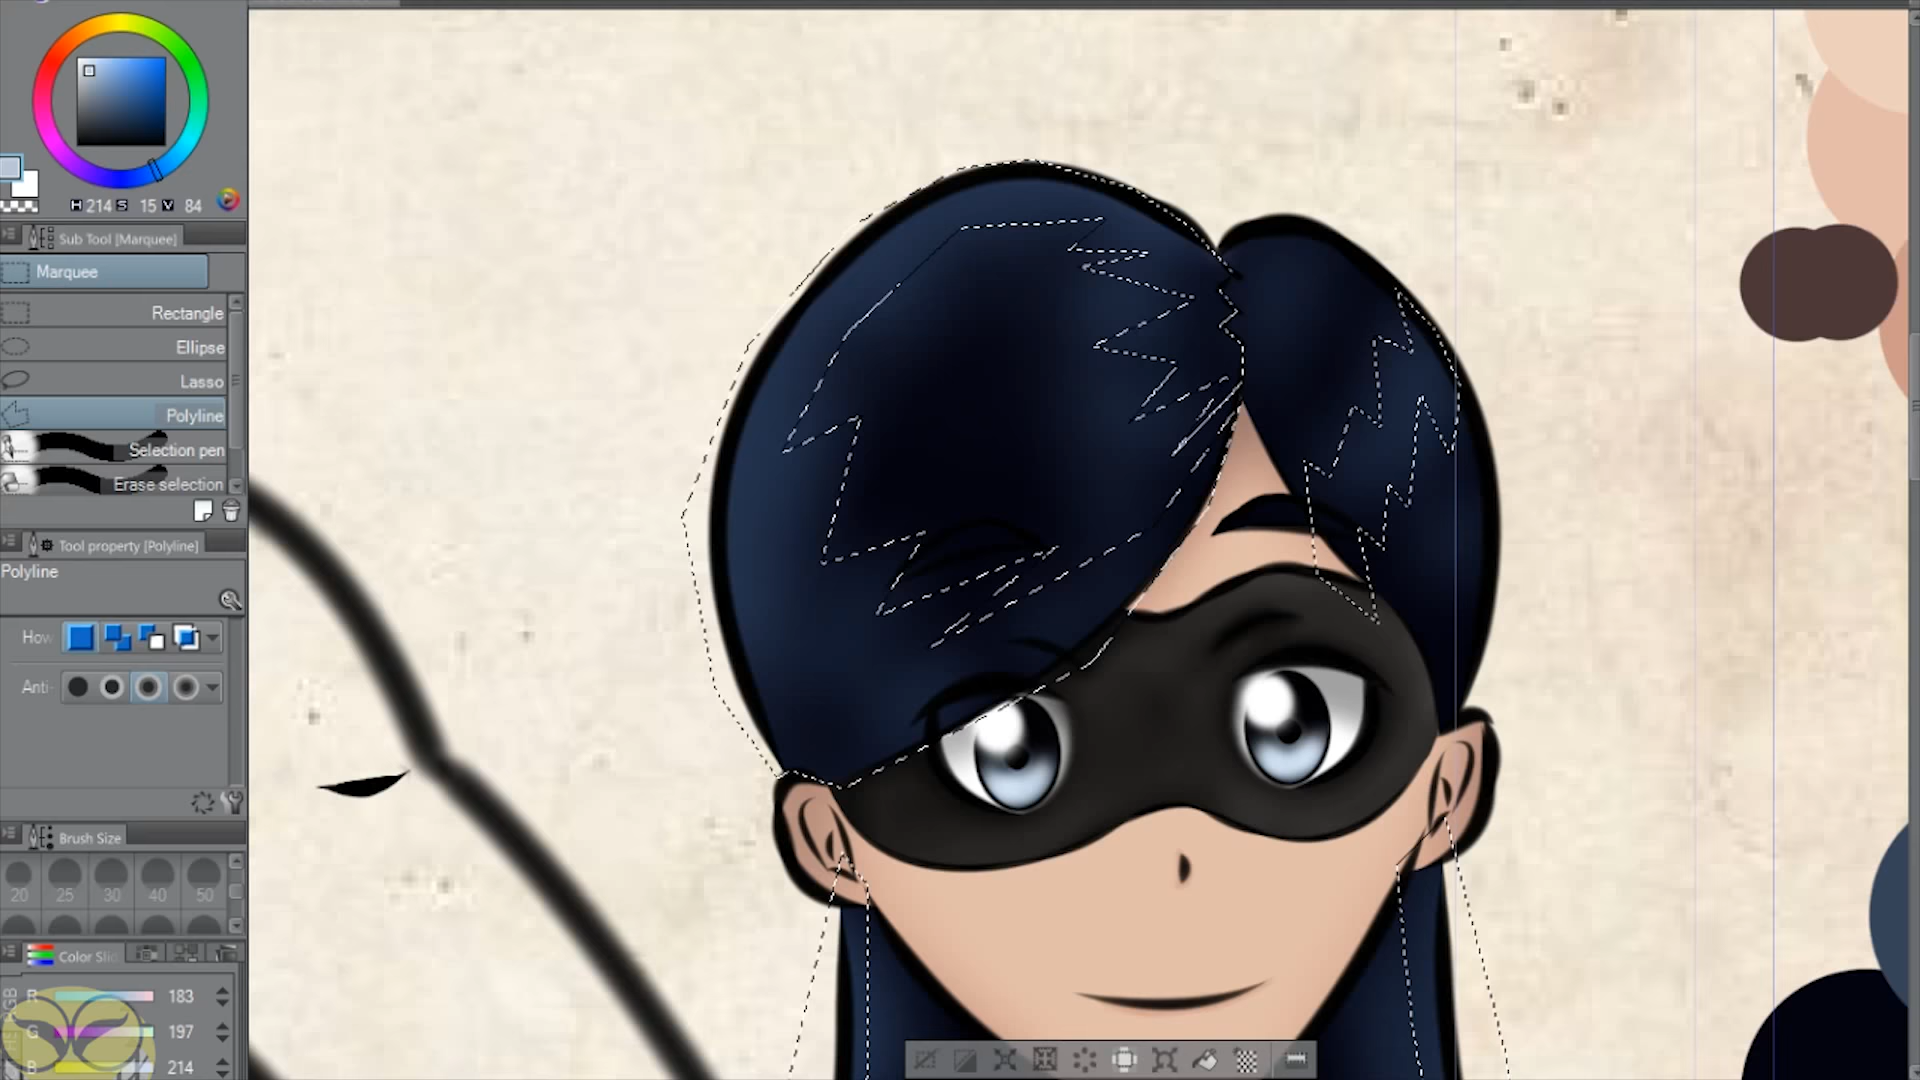 H 214 S 15 V 84
Sub Tool [Marquee]
Marquee
Rectangle
Ellipse
Lasso
Polyline
Selection pen
Erase selection
Tool property [Polyline]
Polyline
How
Anti-
Brush Size
20 25 30 40 50
Color Sli
RGB
R 183
G 197
B 214